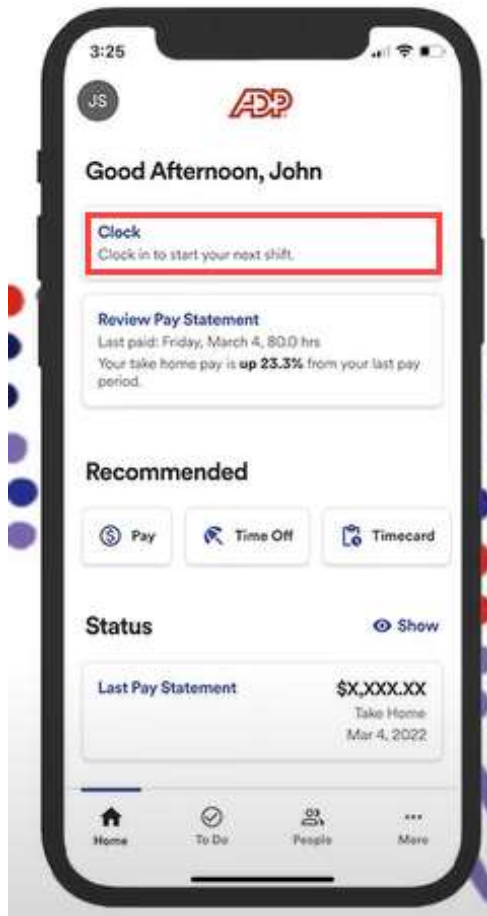 3:25
JS
ADP
Good Afternoon, John
Clock
Clock in to start your next shift.
Review Pay Statement
Last paid: Friday, March 4, 80.0 hrs
Your take home pay is up 23.3% from your last pay
period.
Recommended
Pay
Time Off
Timecard
Status
Show
Last Pay Statement
$X,XXX.XX
Take Home
Mar 4, 2022
Home
To Do
People
More